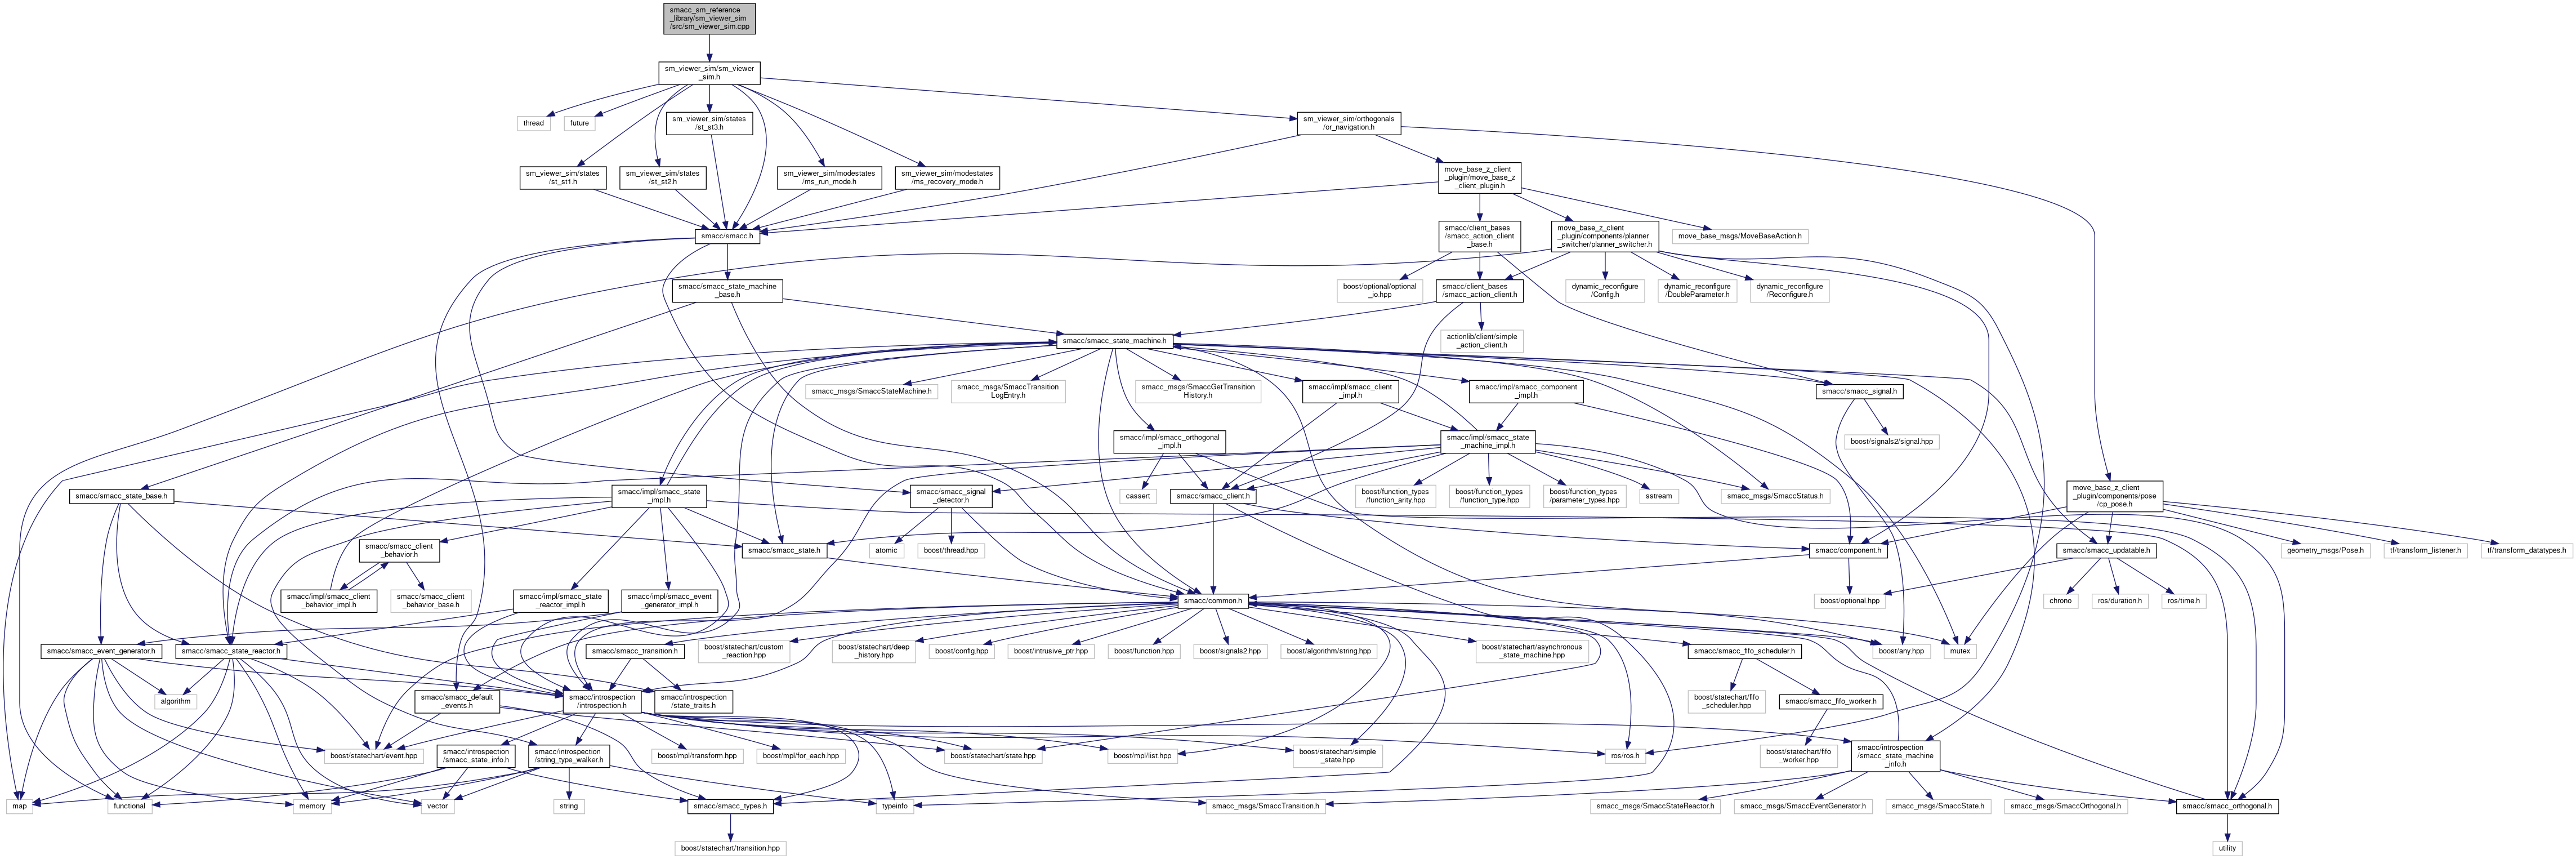 smacc_sm_reference
_library/sm_viewer_sim
/src/sm_viewer_sim.cpp
sm_viewer_sim/sm_viewer
_sim.h
thread
future
sm_viewer_sim/states
/st_st3.h
sm_viewer_sim/orthogonals
/or_navigation.h
sm_viewer_sim/states
/st_st1.h
sm_viewer_sim/states
/st_st2.h
sm_viewer_sim/modestates
/ms_run_mode.h
sm_viewer_sim/modestates
/ms_recovery_mode.h
move_base_z_client
_plugin/move_base_z
_client_plugin.h
smacc/smacc.h
smacc/client_bases
/smacc_action_client
_base.h
move_base_z_client
_plugin/components/planner
_switcher/planner_switcher.h
move_base_msgs/MoveBaseAction.h
smacc/smacc_state_machine
_base.h
boost/optional/optional
_io.hpp
smacc/client_bases
/smacc_action_client.h
dynamic_reconfigure
/Config.h
dynamic_reconfigure
/DoubleParameter.h
dynamic_reconfigure
/Reconfigure.h
smacc/smacc_state_machine.h
actionlib/client/simple
_action_client.h
smacc_msgs/SmaccStateMachine.h
smacc_msgs/SmaccTransition
LogEntry.h
smacc_msgs/SmaccGetTransition
History.h
smacc/impl/smacc_client
_impl.h
smacc/impl/smacc_component
_impl.h
smacc/smacc_signal.h
smacc/impl/smacc_orthogonal
_impl.h
smacc/impl/smacc_state
_machine_impl.h
boost/signals2/signal.hpp
smacc/smacc_state_base.h
smacc/impl/smacc_state
_impl.h
smacc/smacc_signal
_detector.h
cassert
smacc/smacc_client.h
boost/function_types
/function_arity.hpp
boost/function_types
/function_type.hpp
boost/function_types
/parameter_types.hpp
sstream
smacc_msgs/SmaccStatus.h
move_base_z_client
_plugin/components/pose
/cp_pose.h
smacc/smacc_client
_behavior.h
smacc/smacc_state.h
atomic
boost/thread.hpp
smacc/component.h
smacc/smacc_updatable.h
geometry_msgs/Pose.h
tf/transform_listener.h
tf/transform_datatypes.h
smacc/impl/smacc_client
_behavior_impl.h
smacc/smacc_client
_behavior_base.h
smacc/impl/smacc_state
_reactor_impl.h
smacc/impl/smacc_event
_generator_impl.h
smacc/common.h
boost/optional.hpp
chrono
ros/duration.h
ros/time.h
smacc/smacc_event_generator.h
smacc/smacc_state_reactor.h
smacc/smacc_transition.h
boost/statechart/custom
_reaction.hpp
boost/statechart/deep
_history.hpp
boost/config.hpp
boost/intrusive_ptr.hpp
boost/function.hpp
boost/signals2.hpp
boost/algorithm/string.hpp
boost/statechart/asynchronous
_state_machine.hpp
smacc/smacc_fifo_scheduler.h
boost/any.hpp
mutex
algorithm
smacc/smacc_default
_events.h
smacc/introspection
/introspection.h
smacc/introspection
/state_traits.h
boost/statechart/fifo
_scheduler.hpp
smacc/smacc_fifo_worker.h
boost/statechart/event.hpp
smacc/introspection
/smacc_state_info.h
smacc/introspection
/string_type_walker.h
boost/mpl/transform.hpp
boost/mpl/for_each.hpp
boost/statechart/state.hpp
boost/mpl/list.hpp
boost/statechart/simple
_state.hpp
ros/ros.h
boost/statechart/fifo
_worker.hpp
smacc/introspection
/smacc_state_machine
_info.h
map
functional
memory
vector
string
smacc/smacc_types.h
typeinfo
smacc_msgs/SmaccTransition.h
smacc_msgs/SmaccStateReactor.h
smacc_msgs/SmaccEventGenerator.h
smacc_msgs/SmaccState.h
smacc_msgs/SmaccOrthogonal.h
smacc/smacc_orthogonal.h
boost/statechart/transition.hpp
utility